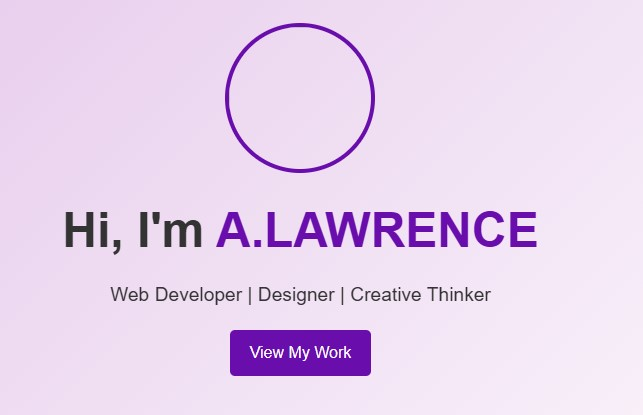 Hi, I'm A.LAWRENCE
Web Developer | Designer | Creative Thinker
View My Work